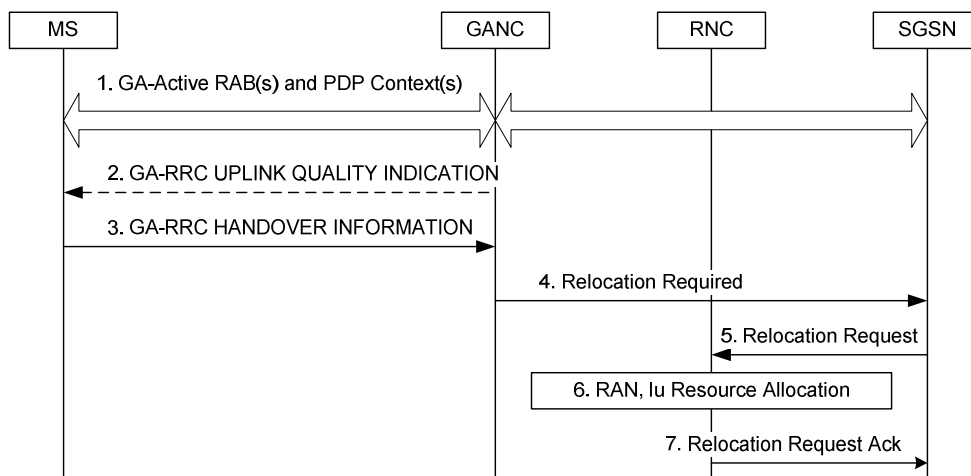 MS
GANC
RNC
SGSN
1. GA-Active RAB(s) and PDP Context(s)
2. GA-RRC UPLINK QUALITY INDICATION
3. GA-RRC HANDOVER INFORMATION
4. Relocation Required
5. Relocation Request
6. RAN, Iu Resource Allocation
7. Relocation Request Ack